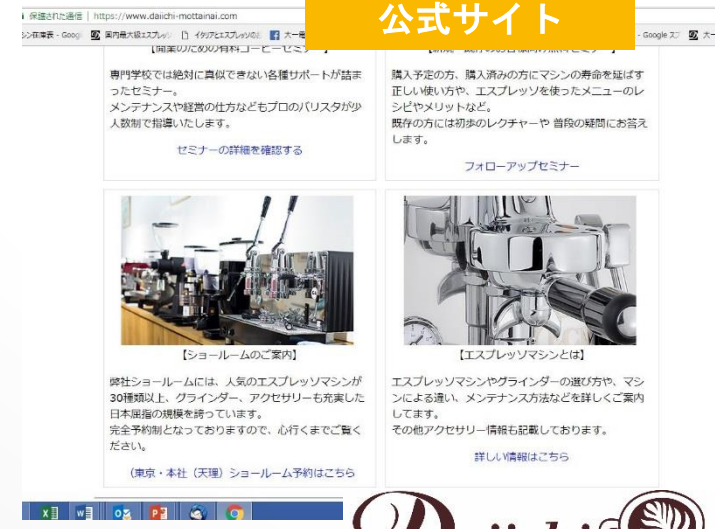 公式サイト
保護された通信 | https://www.daiichi-mottainai.com
専門学校では絶対に真似できない各種サポートが詰ま
ったセミナー。
メンテナンスや経営の仕方などもプロのバリスタが少
人数制で指導いたします。
セミナーの詳細を確認する
購入予定の方、購入済みの方にマシンの寿命を延ばす
正しい使い方や、エスプレッソを使ったメニューのレ
シピやメリットなど。
既存の方には初歩のレクチャーや 普段の疑問にお答え
します。
フォローアップセミナー
【ショールームのご案内】
弊社ショールームには、人気のエスプレッソマシンが
30種類以上、グラインダー、アクセサリーも充実した
日本屈指の規模を誇っています。
完全予約制となっておりますので、心行くまでご覧く
ださい。
(東京・本社（天理）ショールーム予約はこちら
【エスプレッソマシンとは】
エスプレッソマシンやグラインダーの選び方や、マシ
ンによる違い、メンテナンス方法などを詳しくご案内
してます。
その他アクセサリー情報も記載しております。
詳しい情報はこちら